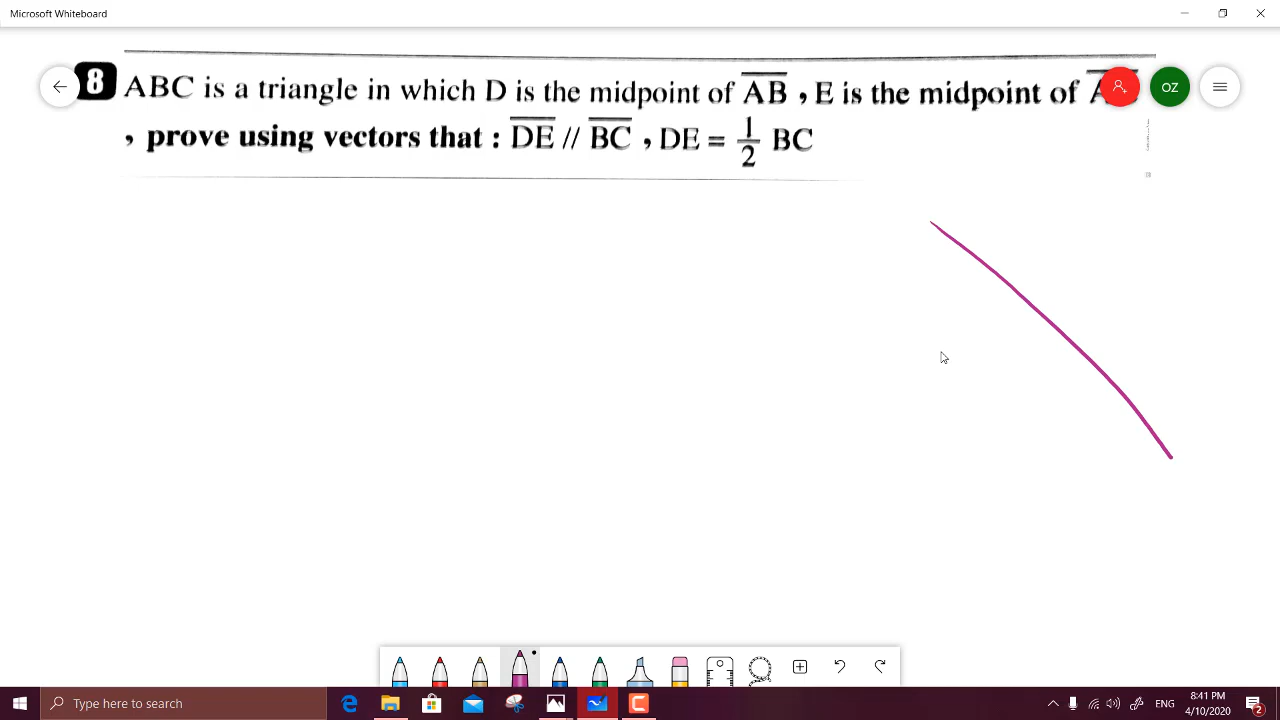 Microsoft Whiteboard
8 ABC is a triangle in which D is the midpoint of AB , E is the midpoint of
, prove using vectors that : DE // BC , DE = 1/2 BC
OZ
Type here to search
ENG
8:41 PM
4/10/2020
2